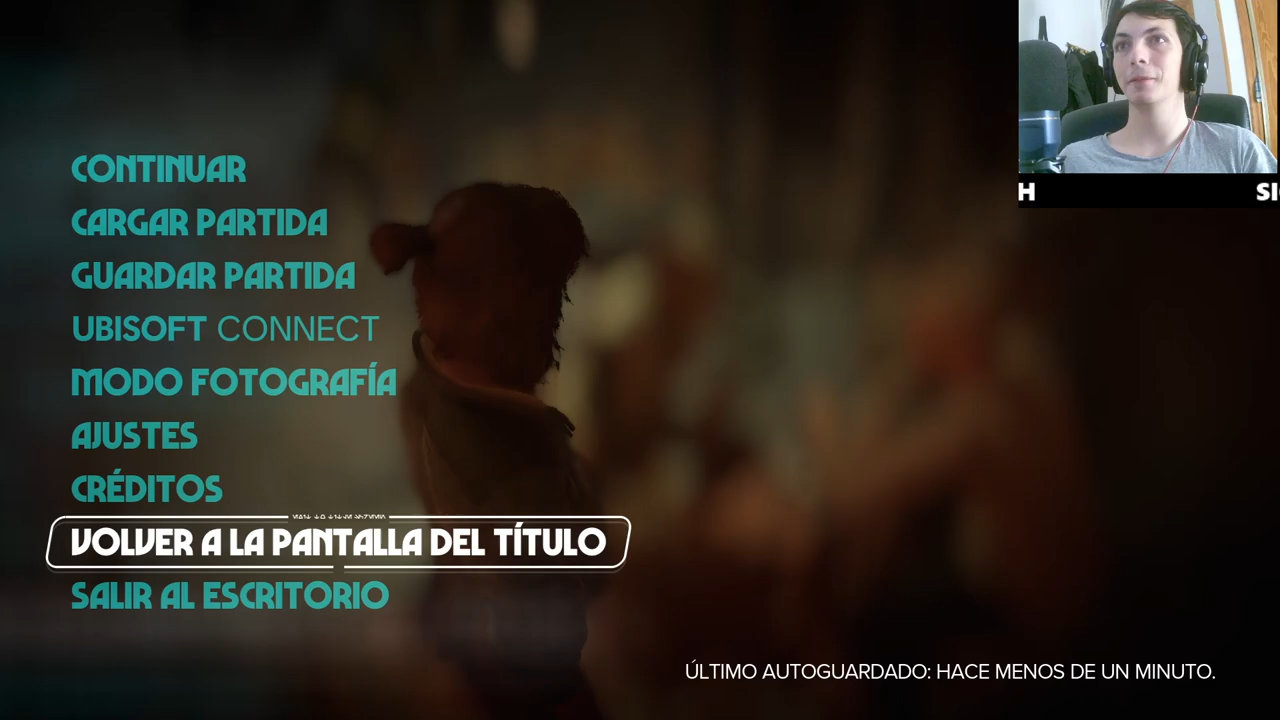 CONTINUAR
CARGAR PARTIDA
GUARDAR PARTIDA
UBISOFT CONNECT
MODO FOTOGRAFÍA
AJUSTES
CRÉDITOS
VOLVER A LA PANTALLA DEL TÍTULO
SALIR AL ESCRITORIO
ÚLTIMO AUTOGUARDADO: HACE MENOS DE UN MINUTO.
H
SI